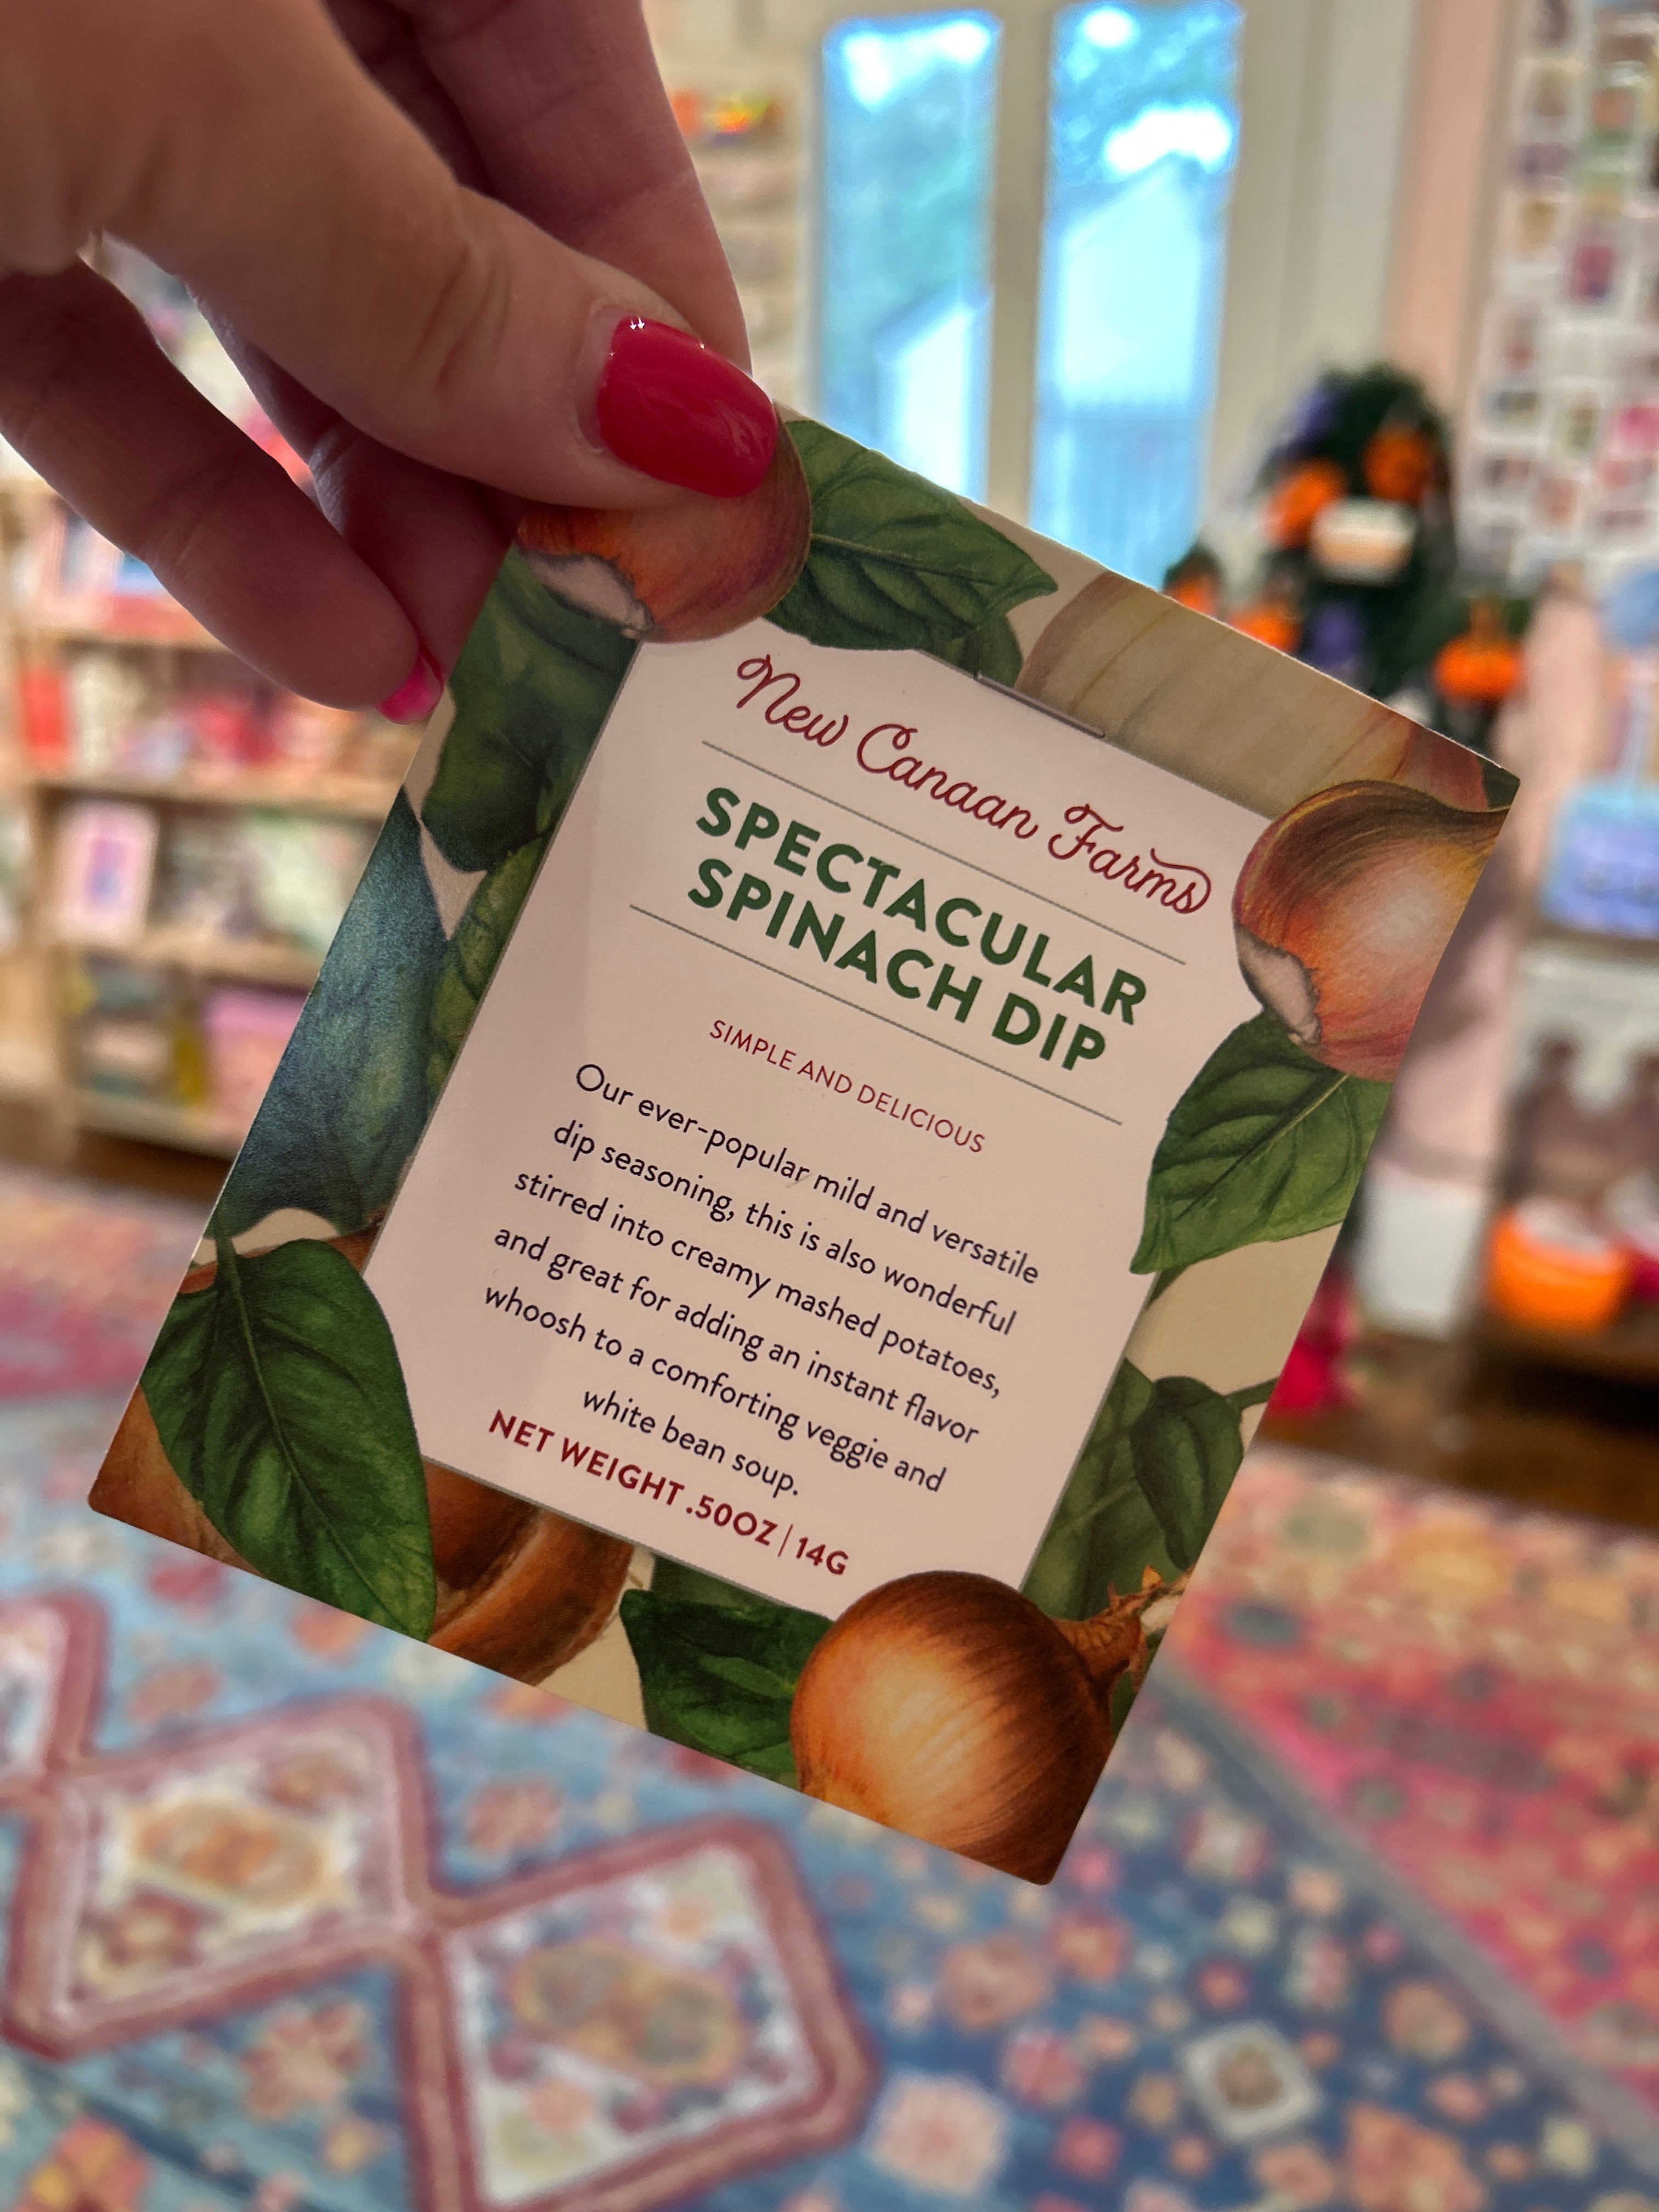 New Canaan Farms
SPECTACULAR
SPINACH DIP
SIMPLE AND DELICIOUS
Our ever-popular mild and versatile
dip seasoning, this is also wonderful
stirred into creamy mashed potatoes,
and great for adding an instant flavor
whoosh to a comforting veggie and
white bean soup.
NET WEIGHT .50OZ | 14G